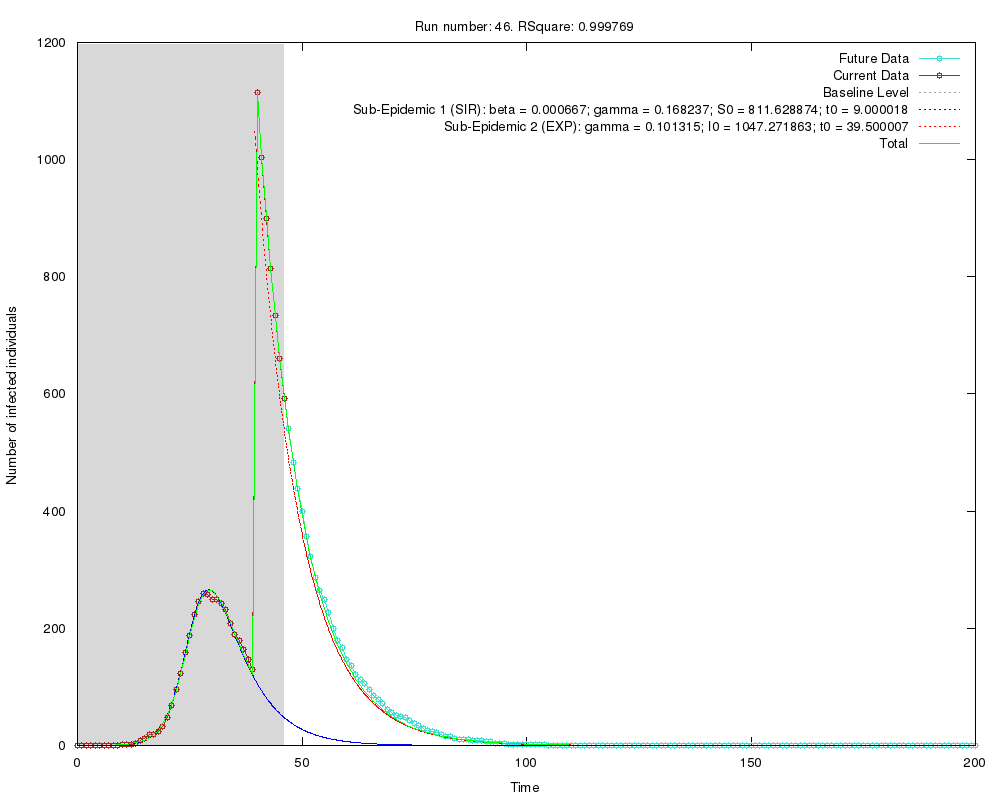 Run number: 46. RSquare: 0.999769
1200
1000
800
600
400
200
0
Number of infected individuals
Future Data
Current Data
Baseline Level
Sub-Epidemic 1 (SIR): beta = 0.000667; gamma = 0.168237; S0 = 811.628874; t0 = 9.000018
Sub-Epidemic 2 (EXP): gamma = 0.101315; I0 = 1047.271863; t0 = 39.500007
Total
0 50 100 150 200
Time